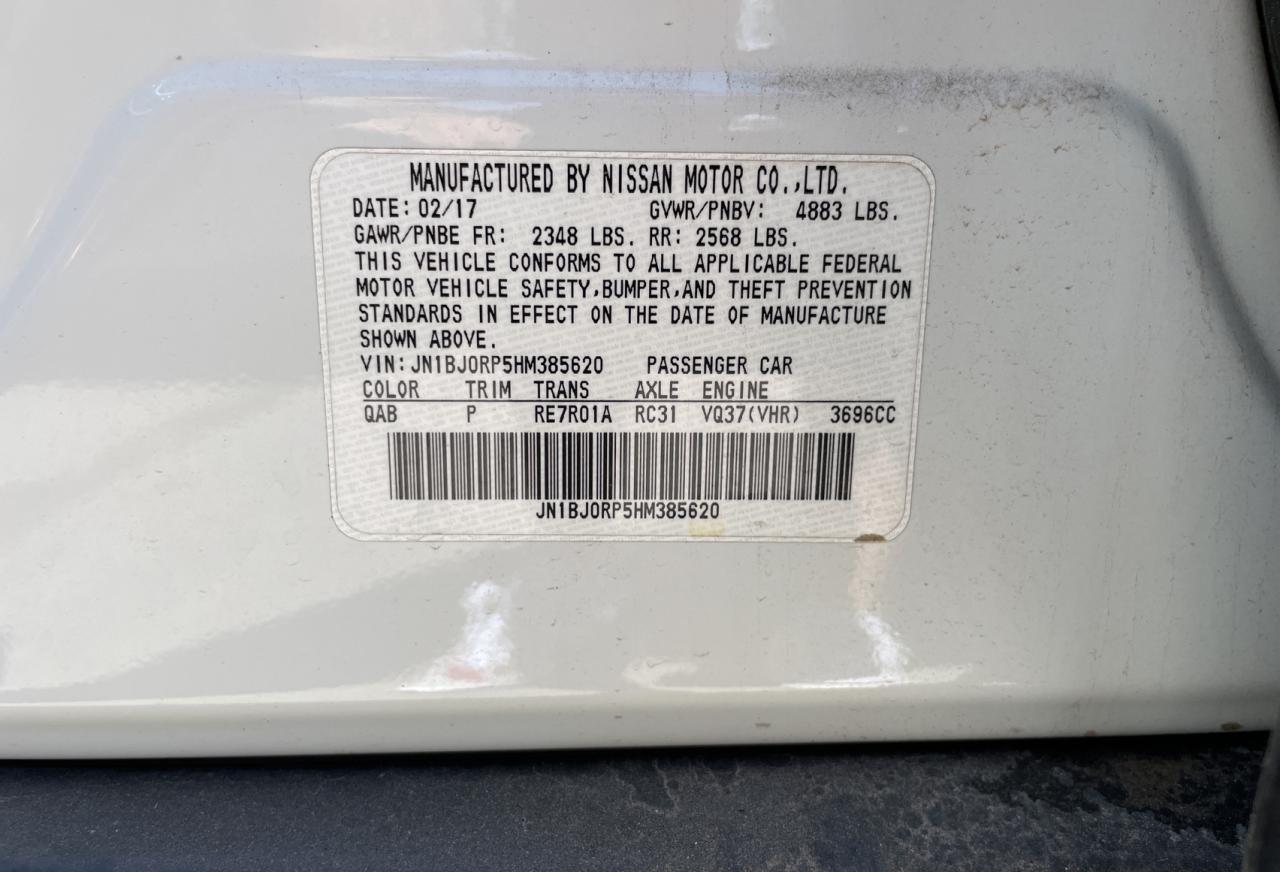 MANUFACTURED BY NISSAN MOTOR CO.,LTD.
DATE: 02/17 GVWR/PNBV: 4883 LBS.
GAWR/PNBE FR: 2348 LBS. RR: 2568 LBS.
THIS VEHICLE CONFORMS TO ALL APPLICABLE FEDERAL
MOTOR VEHICLE SAFETY,BUMPER,AND THEFT PREVENTION
STANDARDS IN EFFECT ON THE DATE OF MANUFACTURE
SHOWN ABOVE.
VIN:JN1BJ0RP5HM385620 PASSENGER CAR
COLOR TRIM TRANS AXLE ENGINE
QAB P RE7R01A RC31 VQ37(VHR) 3696CC
JN1BJ0RP5HM385620